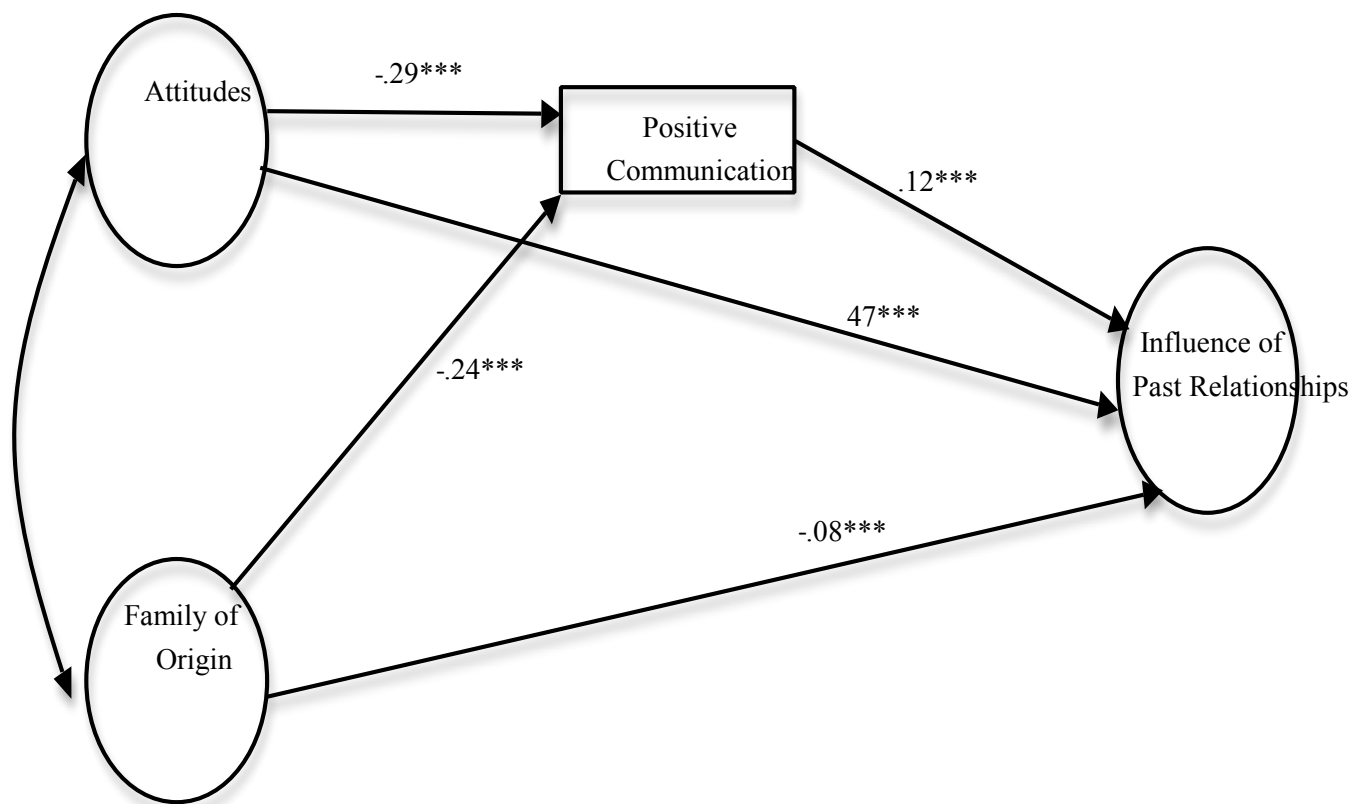 Attitudes
-.29***
Positive
Communication
.12***
47***
Influence of
Past Relationships
-.24***
-.08***
Family of
Origin